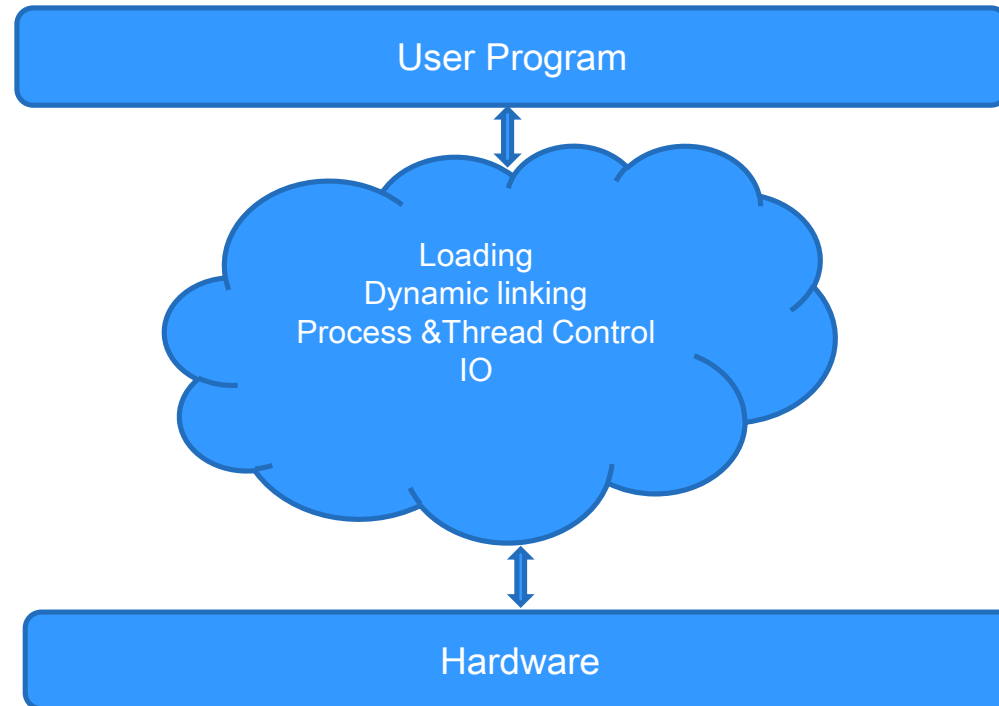 User Program
Loading
Dynamic linking
Process &Thread Control
IO
Hardware